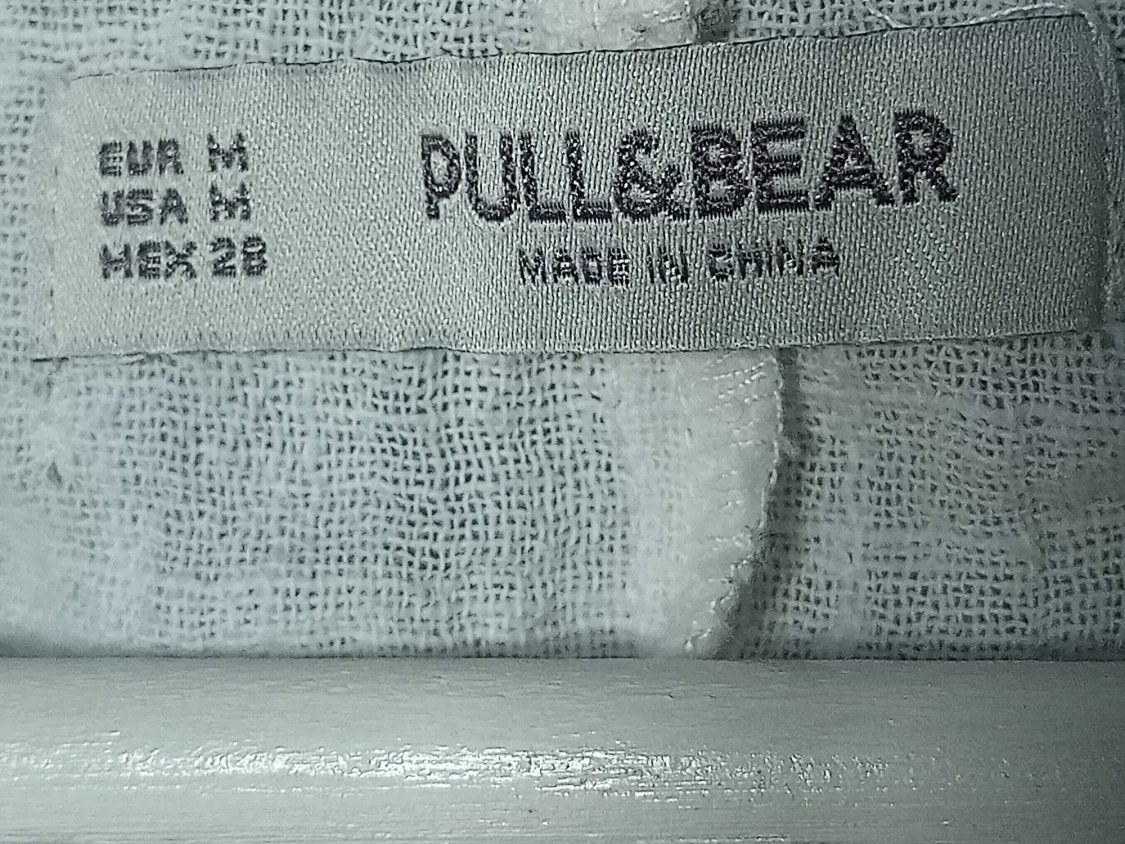 EUR M
USA M
MEX 28
PULL&BEAR
MADE IN CHINA